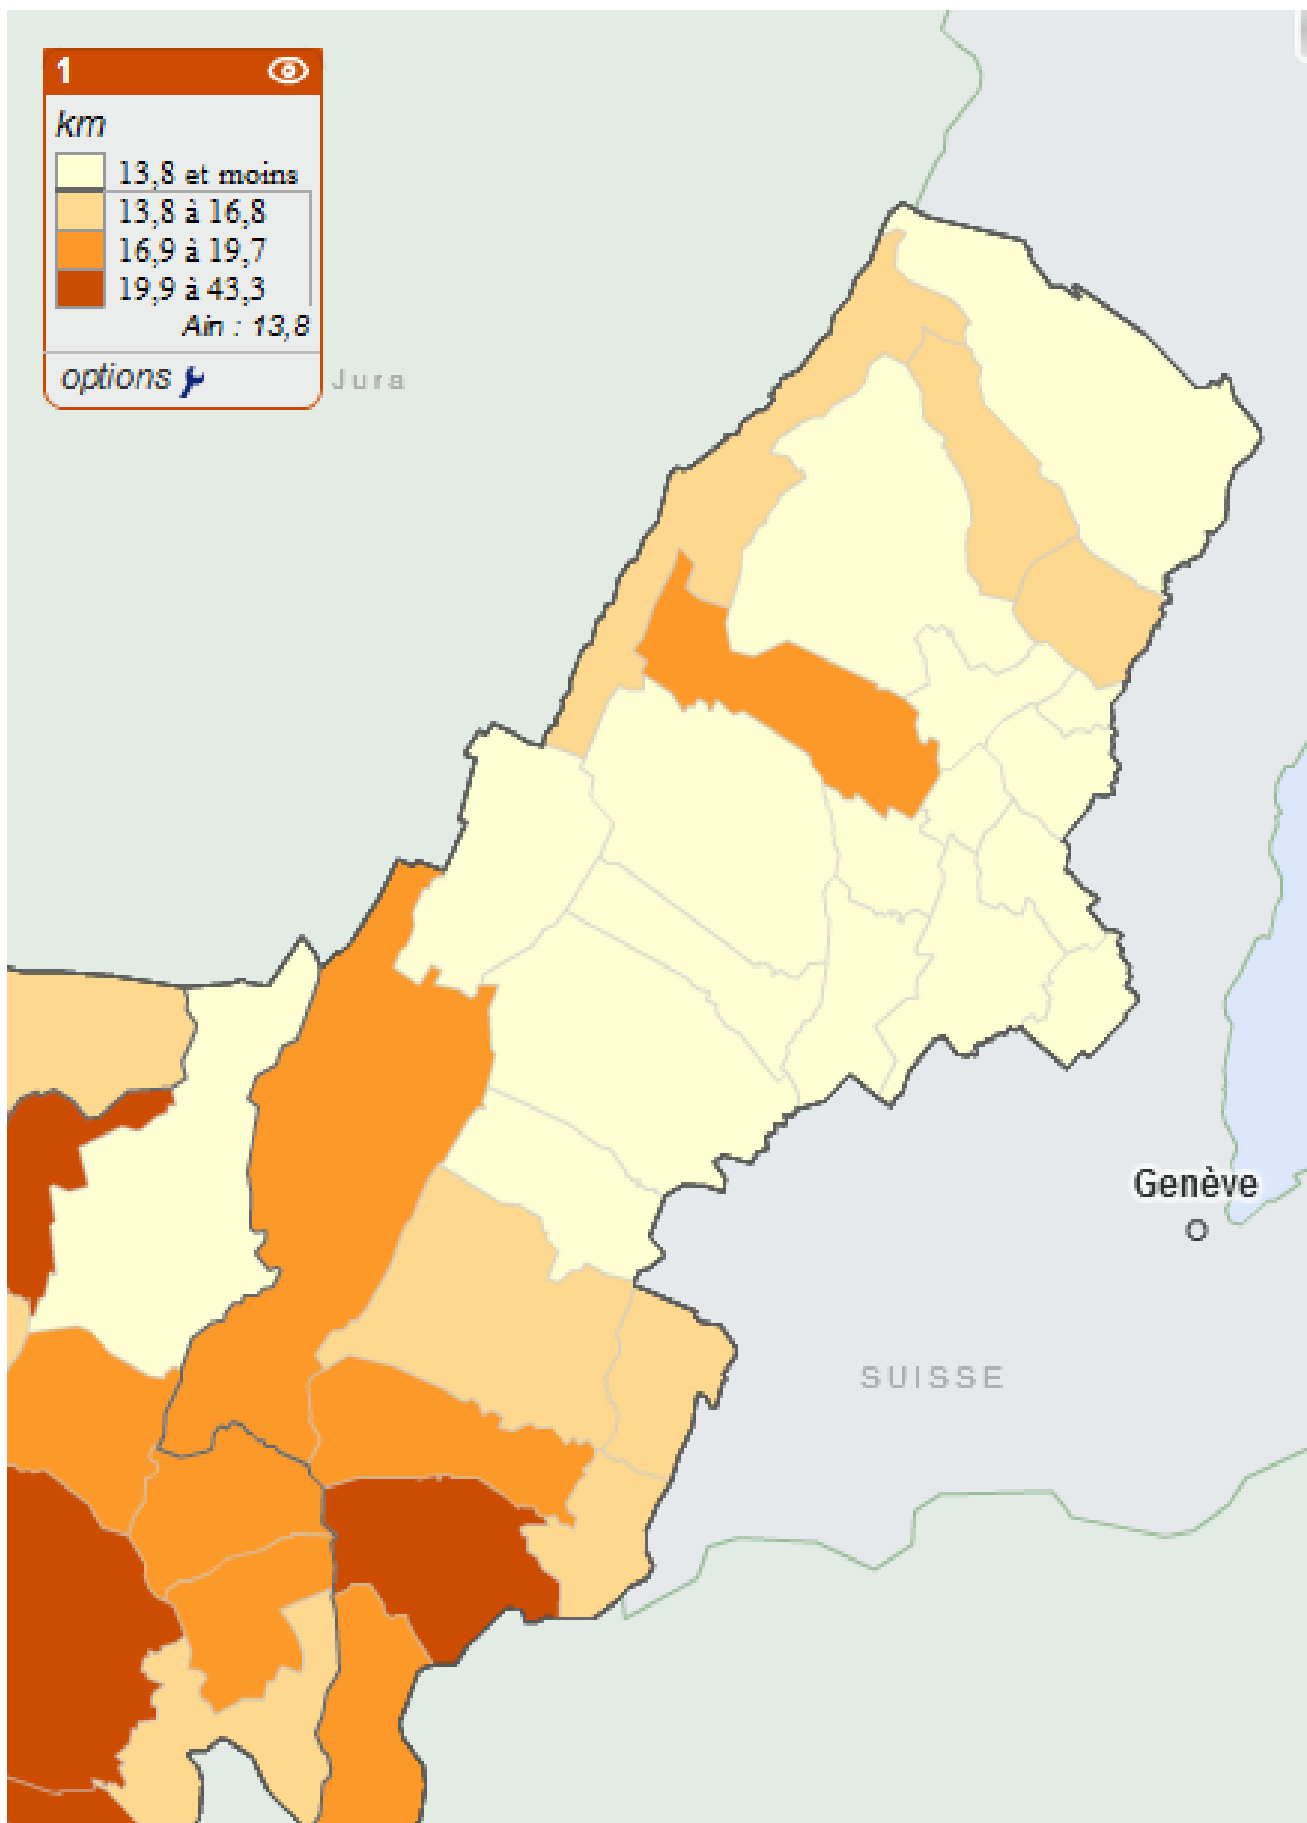 1
km
13,8 et moins
13,8 à 16,8
16,9 à 19,7
19,9 à 43,3
Ain : 13,8
options
Jura
Genève
SUISSE